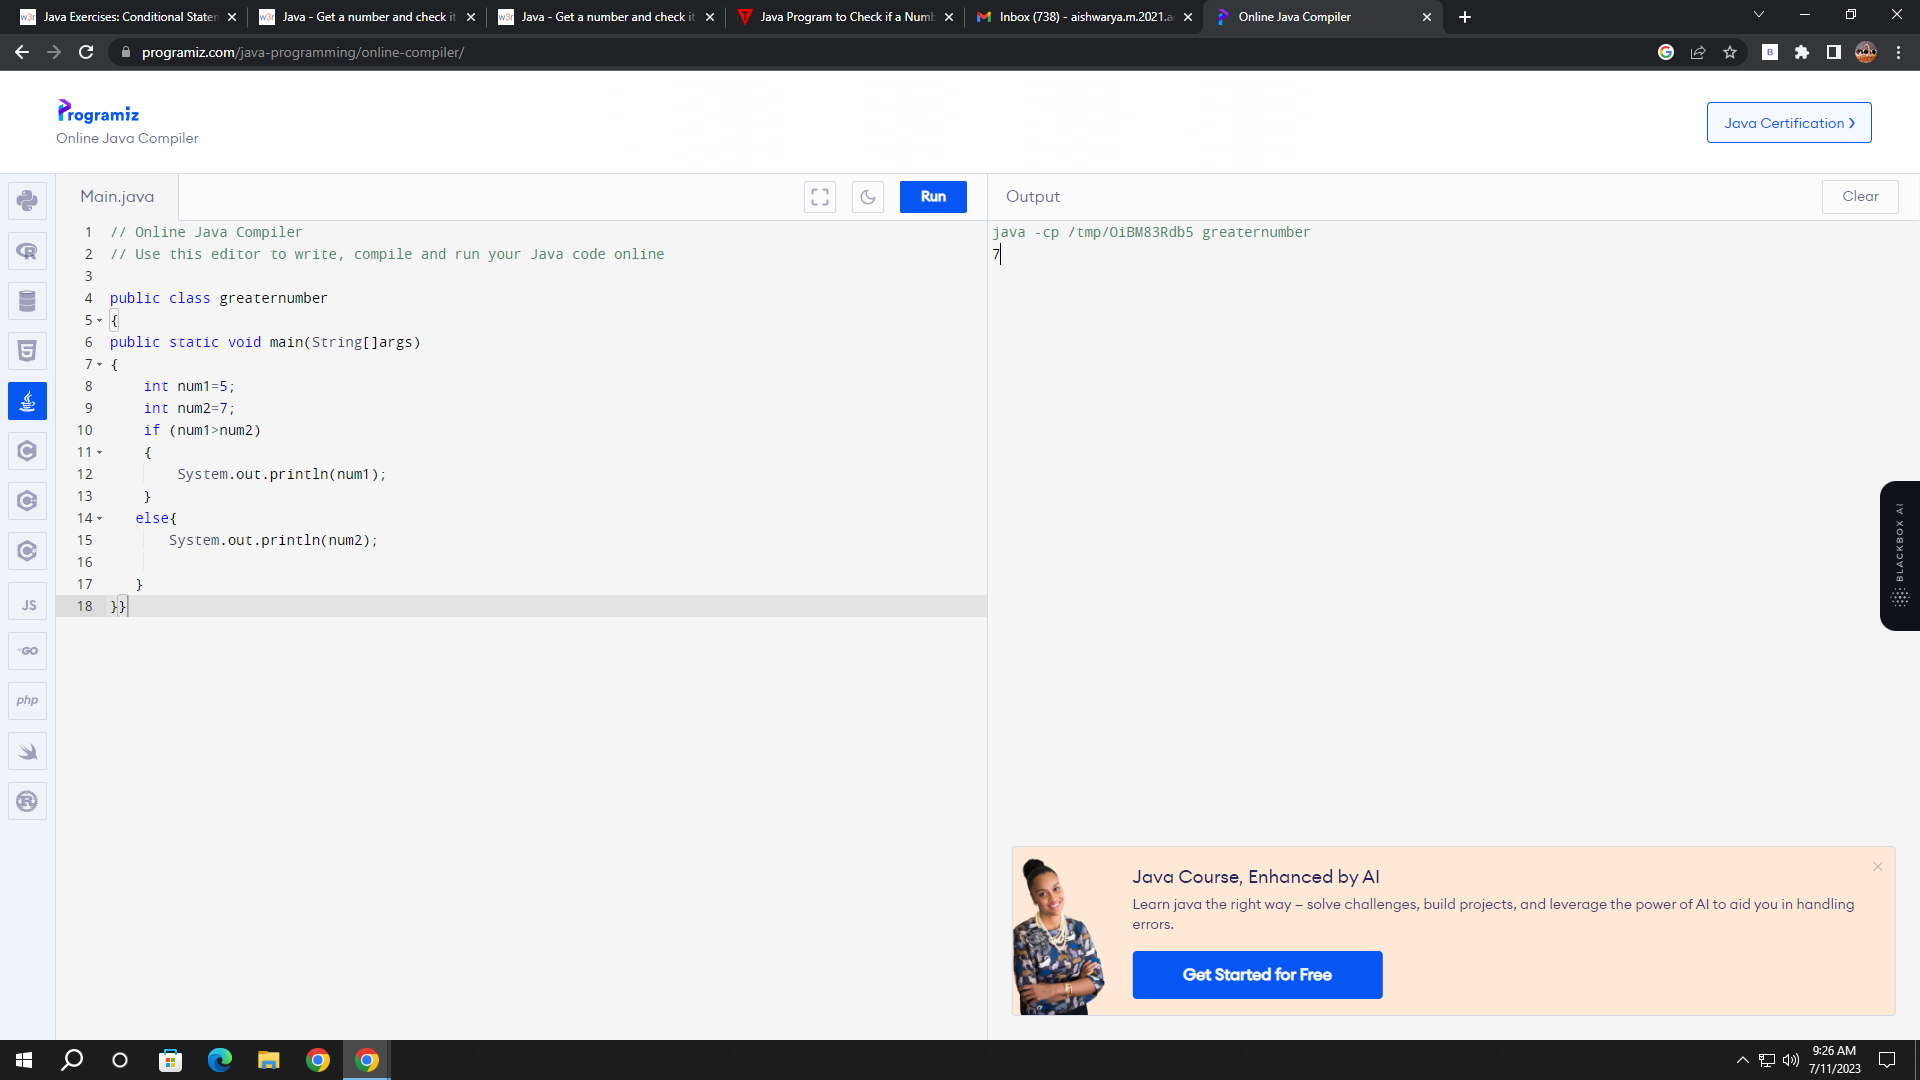 Java Exercises: Conditional Staten
Java - Get a number and check it
Java - Get a number and check it
Java Program to Check if a Numb
Inbox (738) - aishwarya.m.2021.a
Online Java Compiler
programiz.com/java-programming/online-compiler/
Programiz
Online Java Compiler
Java Certification
Main.java
Run
Output
Clear
1 // Online Java Compiler
2 // Use this editor to write, compile and run your Java code online
3
4 public class greaternumber
5 {
6 public static void main(String[]args)
7 {
8 int num1=5;
9 int num2=7;
10 if (num1>num2)
11 {
12 System.out.println(num1);
13 }
14 else{
15 System.out.println(num2);
16
17 }
18 }}
java -cp /tmp/OiBM83Rdb5 greaternumber
7
JS
GO
php
BLACKBOX AI
Java Course, Enhanced by AI
Learn java the right way – solve challenges, build projects, and leverage the power of AI to aid you in handling
errors.
Get Started for Free
9:26 AM
7/11/2023